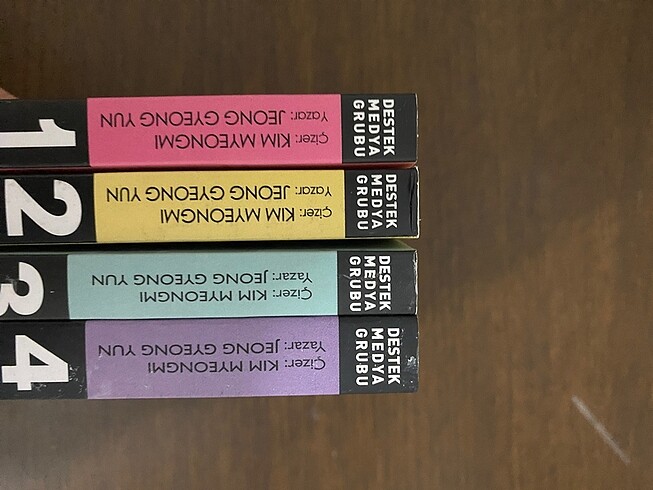 1
Çizer: KIM MYEONGMI
Yazar: JEONG GYEONG YUN
DESTEK
MEDYA
GRUBU
2
Çizer: KIM MYEONGMI
Yazar: JEONG GYEONG YUN
DESTEK
MEDYA
GRUBU
3
Çizer: KIM MYEONGMI
Yazar: JEONG GYEONG YUN
DESTEK
MEDYA
GRUBU
4
Çizer: KIM MYEONGMI
Yazar: JEONG GYEONG YUN
DESTEK
MEDYA
GRUBU